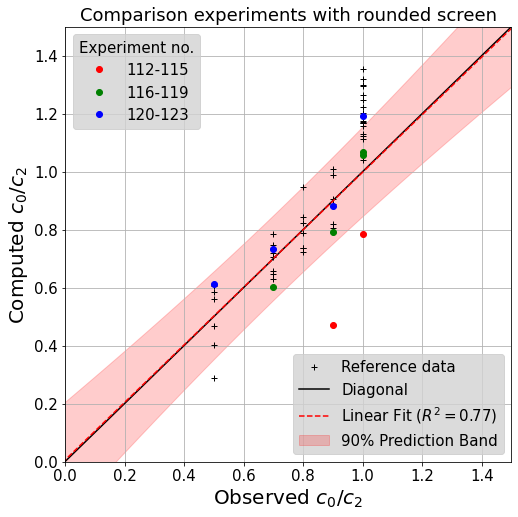 Comparison experiments with rounded screen
Experiment no.
112-115
116-119
120-123
Computed c₀/c₂
1.4
1.2
1.0
0.8
0.6
0.4
0.2
0.0
Reference data
Diagonal
Linear Fit (R² = 0.77)
90% Prediction Band
0.0 0.2 0.4 0.6 0.8 1.0 1.2 1.4
Observed c₀/c₂